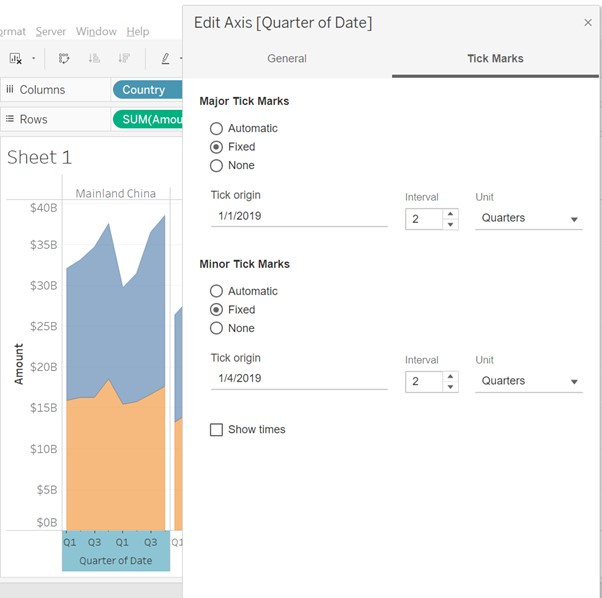 Edit Axis [Quarter of Date]
ormat Server Window Help
General
Tick Marks
Columns
Country
Rows
SUM(Amou
Sheet 1
Mainland China
$40B
$35B
$30B
$25B
$20B
$15B
$10B
$5B
$0B
Amount
Q1 Q3 Q1 Q3 Q1
Quarter of Date
Major Tick Marks
Automatic
Fixed
None
Tick origin Interval Unit
1/1/2019 2 Quarters
Minor Tick Marks
Automatic
Fixed
None
Tick origin Interval Unit
1/4/2019 2 Quarters
Show times